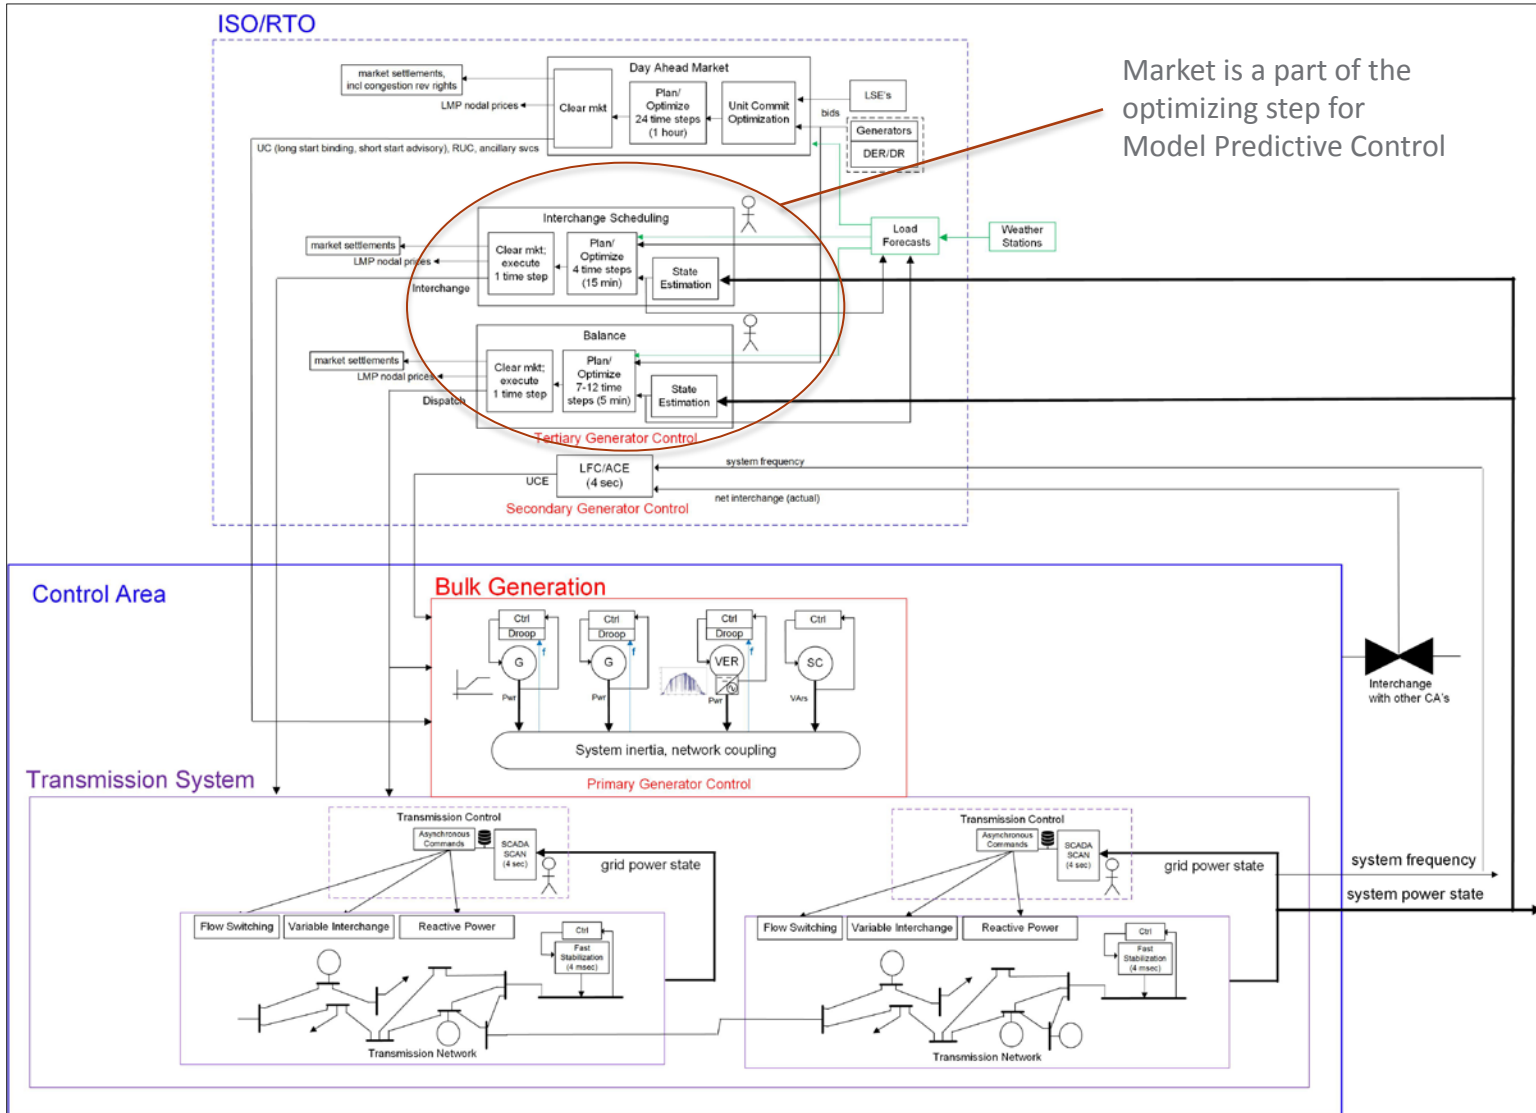 ISO/RTO
Market is a part of the
optimizing step for
Model Predictive Control
Day Ahead Market
market settlements,
incl congestion rev rights
LMP nodal prices
Clear mkt
Plan/
Optimize
24 time steps
(1 hour)
Unit Commit
Optimization
bids
LSE's
Generators
DER/DR
UC (long start binding, short start advisory), RUC, ancillary svcs
Interchange Scheduling
market settlements
LMP nodal prices
Clear mkt;
execute
1 time step
Plan/
Optimize
4 time steps
(15 min)
State
Estimation
Interchange
Load
Forecasts
Weather
Stations
Balance
market settlements
LMP nodal prices
Clear mkt;
execute
1 time step
Plan/
Optimize
7-12 time
steps (5 min)
State
Estimation
Dispatch
Tertiary Generator Control
LFC/ACE
(4 sec)
UCE
system frequency
net interchange (actual)
Secondary Generator Control
Control Area
Bulk Generation
Ctrl
Droop
f
G
Pwr
Ctrl
Droop
f
G
Pwr
Ctrl
Droop
f
VER
Pwr
Ctrl
SC
VArs
System inertia, network coupling
Primary Generator Control
Interchange
with other CA's
Transmission System
Transmission Control
Asynchronous
Commands
SCADA
SCAN
(4 sec)
grid power state
Flow Switching
Variable Interchange
Reactive Power
Ctrl
Fast
Stabilization
(4 msec)
Transmission Network
Transmission Control
Asynchronous
Commands
SCADA
SCAN
(4 sec)
grid power state
Flow Switching
Variable Interchange
Reactive Power
Ctrl
Fast
Stabilization
(4 msec)
Transmission Network
system frequency
system power state